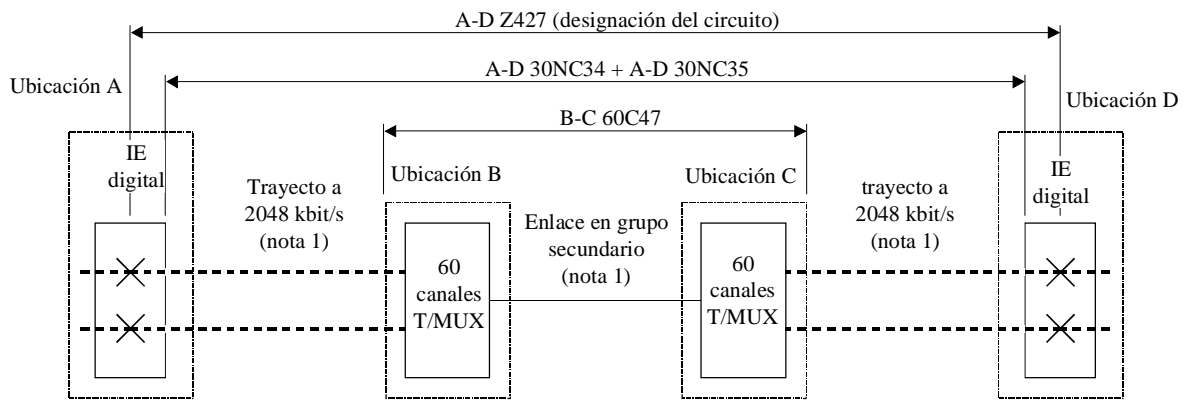 A-D Z427 (designación del circuito)
Ubicación A
A-D 30NC34 + A-D 30NC35
Ubicación D
B-C 60C47
IE
digital
Trayecto a
2048 kbit/s
(nota 1)
Ubicación B
Enlace en grupo
secundario
(nota 1)
Ubicación C
trayecto a
2048 kbit/s
(nota 1)
IE
digital
60
canales
T/MUX
60
canales
T/MUX